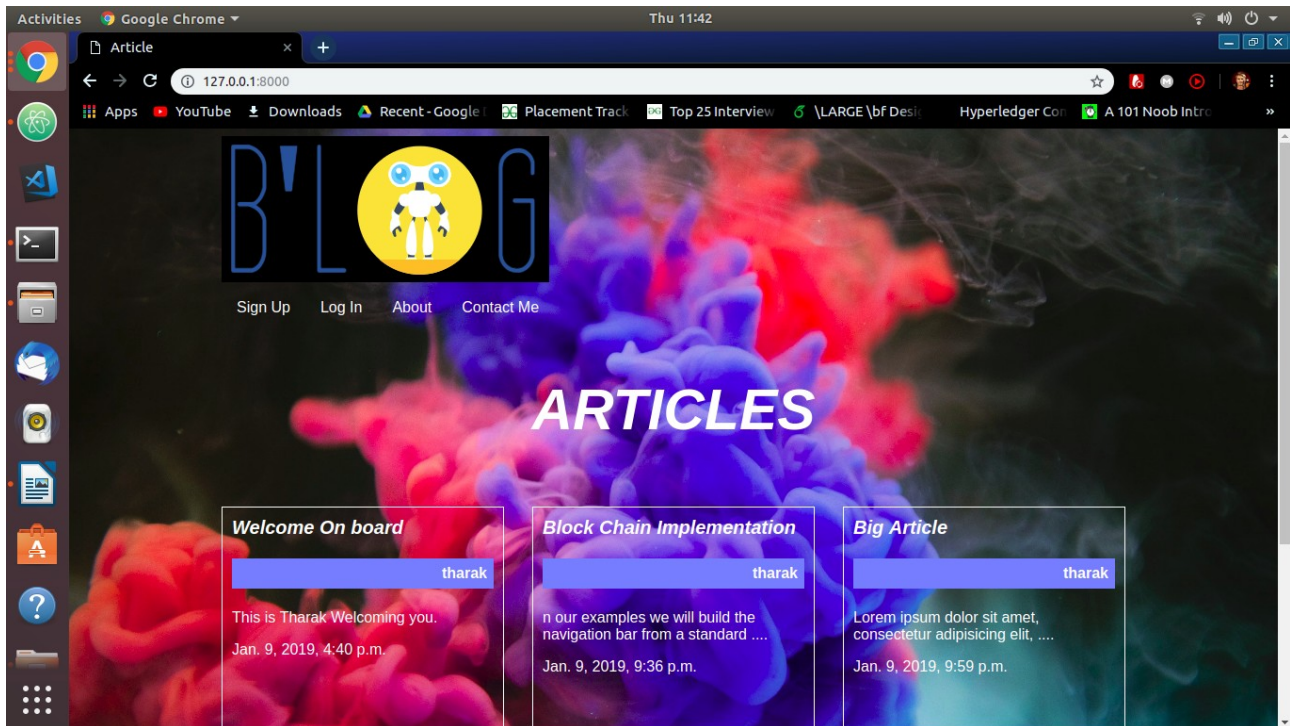 Activities Google Chrome Thu 11:42
Article
127.0.0.1:8000
Apps YouTube Downloads Recent - Google Placement Track Top 25 Interview \LARGE \bf Desig Hyperledger Con A 101 Noob Intro »
B'L G
Sign Up Log In About Contact Me
ARTICLES
Welcome On board
tharak
This is Tharak Welcoming you.
Jan. 9, 2019, 4:40 p.m.
Block Chain Implementation
tharak
n our examples we will build the
navigation bar from a standard ....
Jan. 9, 2019, 9:36 p.m.
Big Article
tharak
Lorem ipsum dolor sit amet,
consectetur adipisicing elit, ....
Jan. 9, 2019, 9:59 p.m.